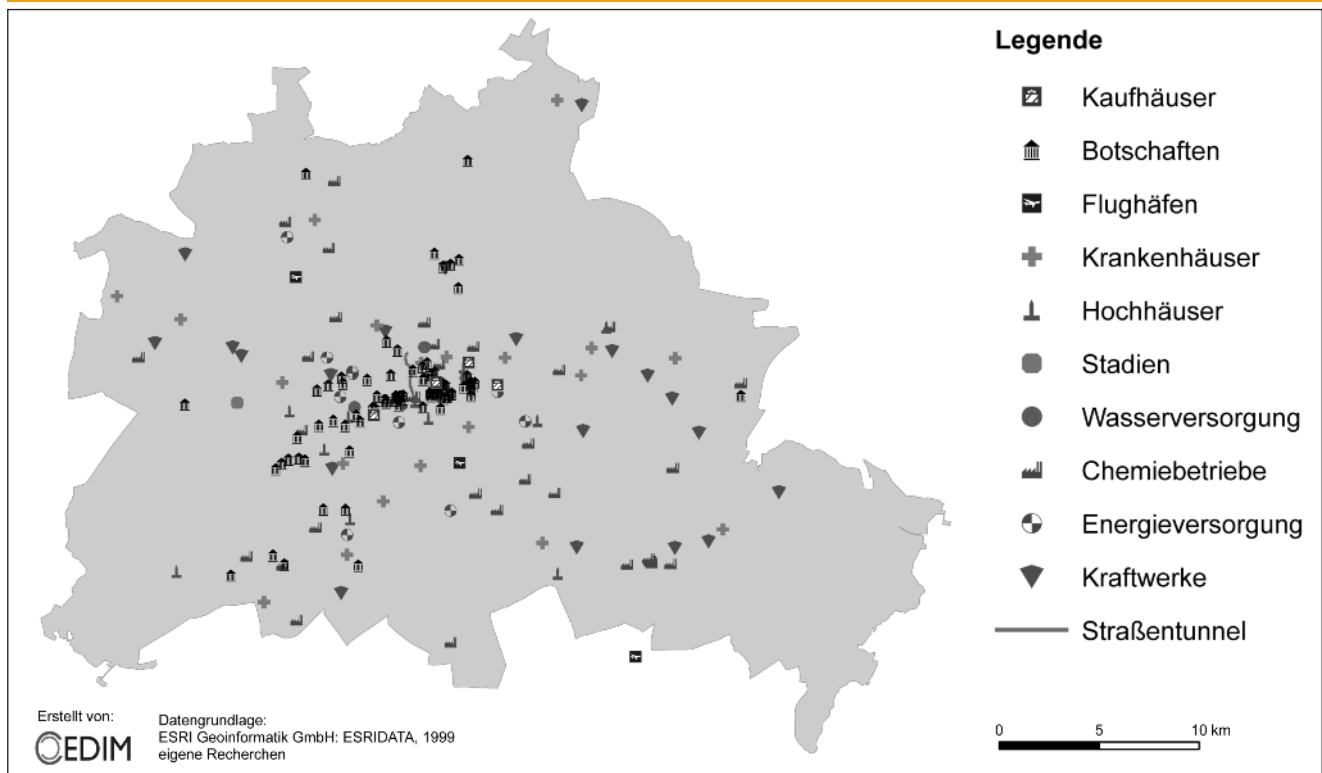 Legende
Kaufhäuser
Botschaften
Flughäfen
Krankenhäuser
Hochhäuser
Stadien
Wasserversorgung
Chemiebetriebe
Energieversorgung
Kraftwerke
Straßentunnel
0 5 10 km
Erstellt von:
CEDIM
Datengrundlage:
ESRI Geoinformatik GmbH: ESRIDATA, 1999
eigene Recherchen